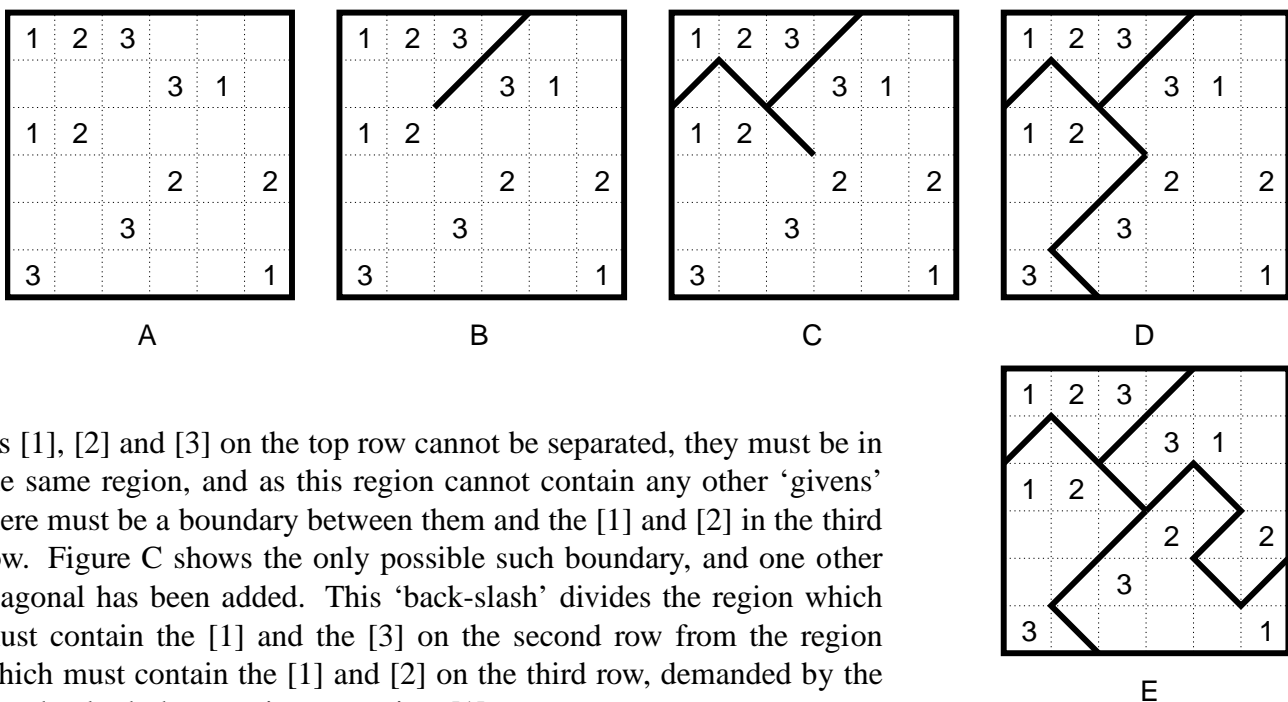 1 2 3
3 1
1 2
2 2
3
3 1
A
1 2 3
3 1
1 2
2 2
3
3 1
B
1 2 3
3 1
1 2
2 2
3
3 1
C
1 2 3
3 1
1 2
2 2
3
3 1
D
s [1], [2] and [3] on the top row cannot be separated, they must be in
e same region, and as this region cannot contain any other ‘givens’
ere must be a boundary between them and the [1] and [2] in the third
w. Figure C shows the only possible such boundary, and one other
agonal has been added. This ‘back-slash’ divides the region which
ust contain the [1] and the [3] on the second row from the region
hich must contain the [1] and [2] on the third row, demanded by the
1 2 3
3 1
1 2
2 2
3
3 1
E